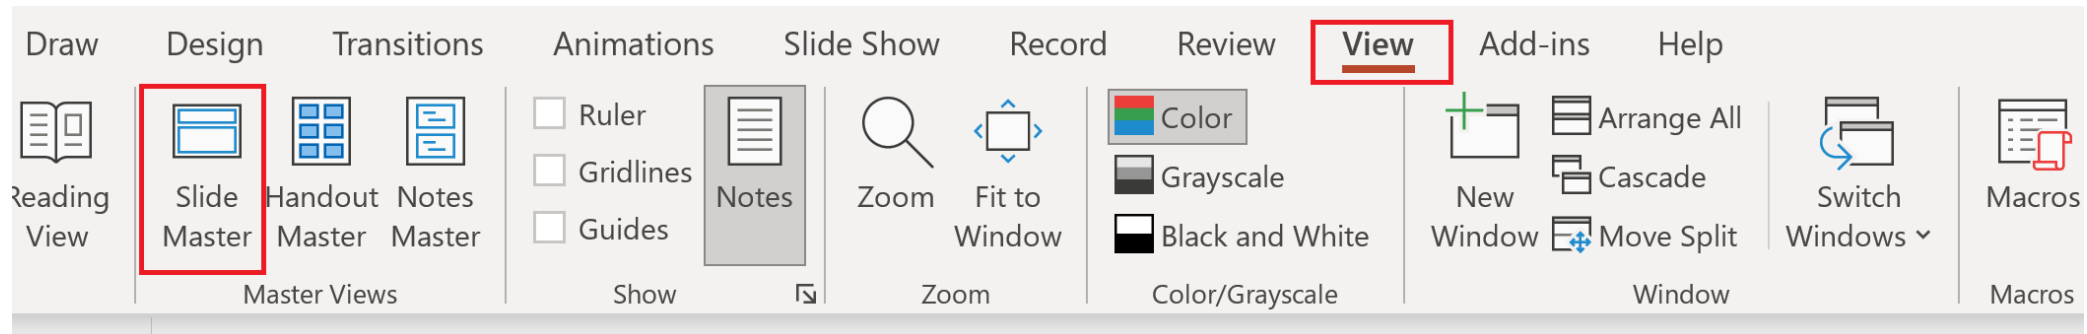 Draw Design Transitions Animations Slide Show Record Review View Add-ins Help
Reading View
Slide Master
Handout Master
Notes Master
Master Views
Ruler
Gridlines
Guides
Notes
Show
Zoom
Fit to Window
Zoom
Color
Grayscale
Black and White
Color/Grayscale
New Window
Arrange All
Cascade
Move Split
Switch Windows
Window
Macros
Macros